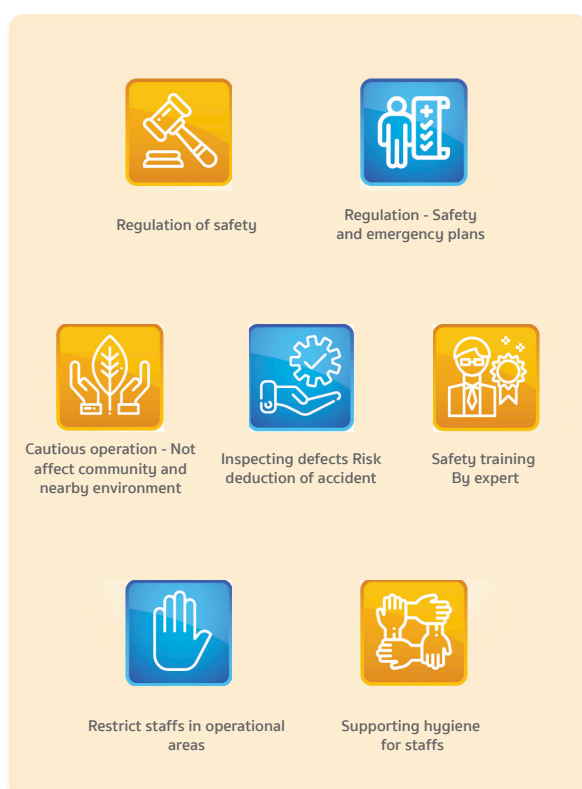 Regulation of safety
Regulation - Safety
and emergency plans
Cautious operation - Not
affect community and
nearby environment
Inspecting defects Risk
deduction of accident
Safety training
By expert
Restrict staffs in operational
areas
Supporting hygiene
for staffs